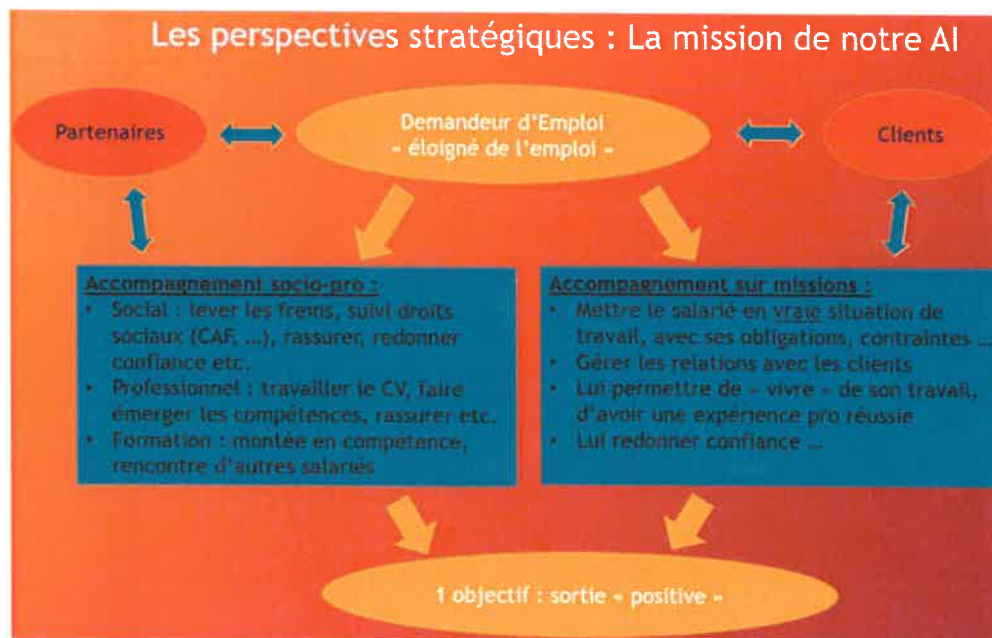 Les perspectives stratégiques : La mission de notre AI
Partenaires
Demandeur d'Emploi
« éloigné de l'emploi »
Clients
Accompagnement socio-pro :
• Social : lever les freins, suivi droits
sociaux (CAF, ...), rassurer, redonner
confiance etc.
• Professionnel : travailler le CV, faire
émerger les compétences, rassurer etc.
• Formation : montée en compétence,
rencontre d'autres salariés
Accompagnement sur missions :
• Mettre le salarié en vraie situation de
travail, avec ses obligations, contraintes ...
• Gérer les relations avec les clients
• Lui permettre de « vivre » de son travail,
d'avoir une expérience pro réussie
• Lui redonner confiance ...
1 objectif : sortie « positive »